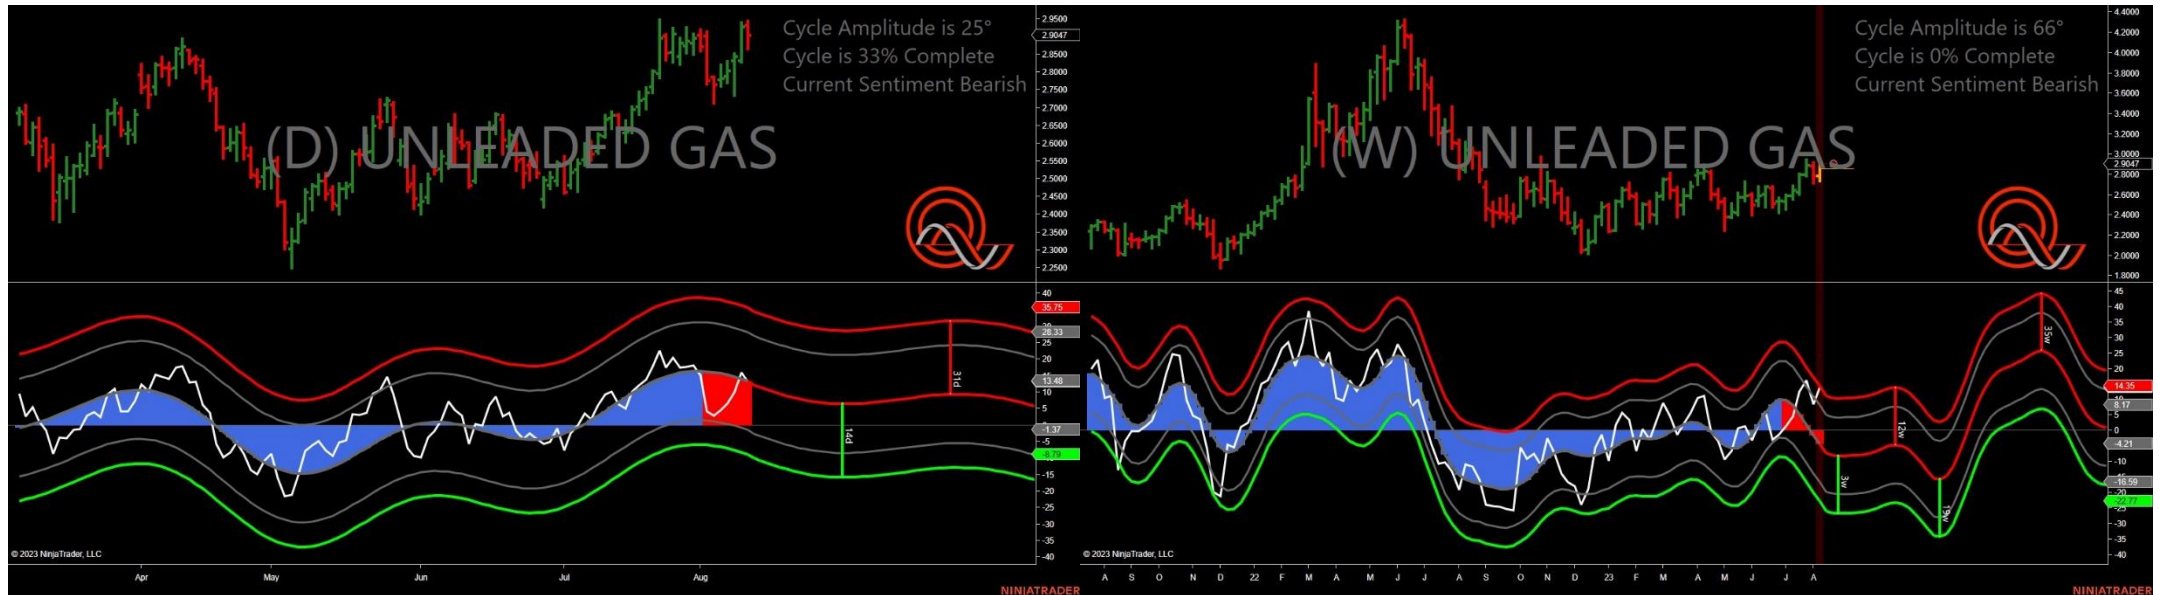 Cycle Amplitude is 25°
Cycle is 33% Complete
Current Sentiment Bearish
(D) UNLEADED GAS
2.9500
2.9047
2.8500
2.8000
2.7000
2.6500
2.5500
2.5000
2.4500
2.4000
2.3500
2.3000
2.2500
40
35.75
28.33
25
20
15
13.48
10
5
-1.37
-5
-8.79
-15
-20
-25
-30
-35
-40
31d
14d
© 2023 NinjaTrader, LLC
Apr
May
Jun
Jul
Aug
NINJATRADER
Cycle Amplitude is 66°
Cycle is 0% Complete
Current Sentiment Bearish
(W) UNLEADED GAS
4.4000
4.2000
4.0000
3.8000
3.6000
3.4000
3.2000
3.0000
2.9047
2.8000
2.6000
2.4000
2.2000
2.0000
1.8000
45
40
35
30
25
20
14.35
8.17
5
0
-4.21
-10
-16.59
-20
-22.77
-30
-35
-40
35w
12w
3w
19w
© 2023 NinjaTrader, LLC
A S O N D 22 F M A M J J A S O N D 23 F M A M J J A
NINJATRADER